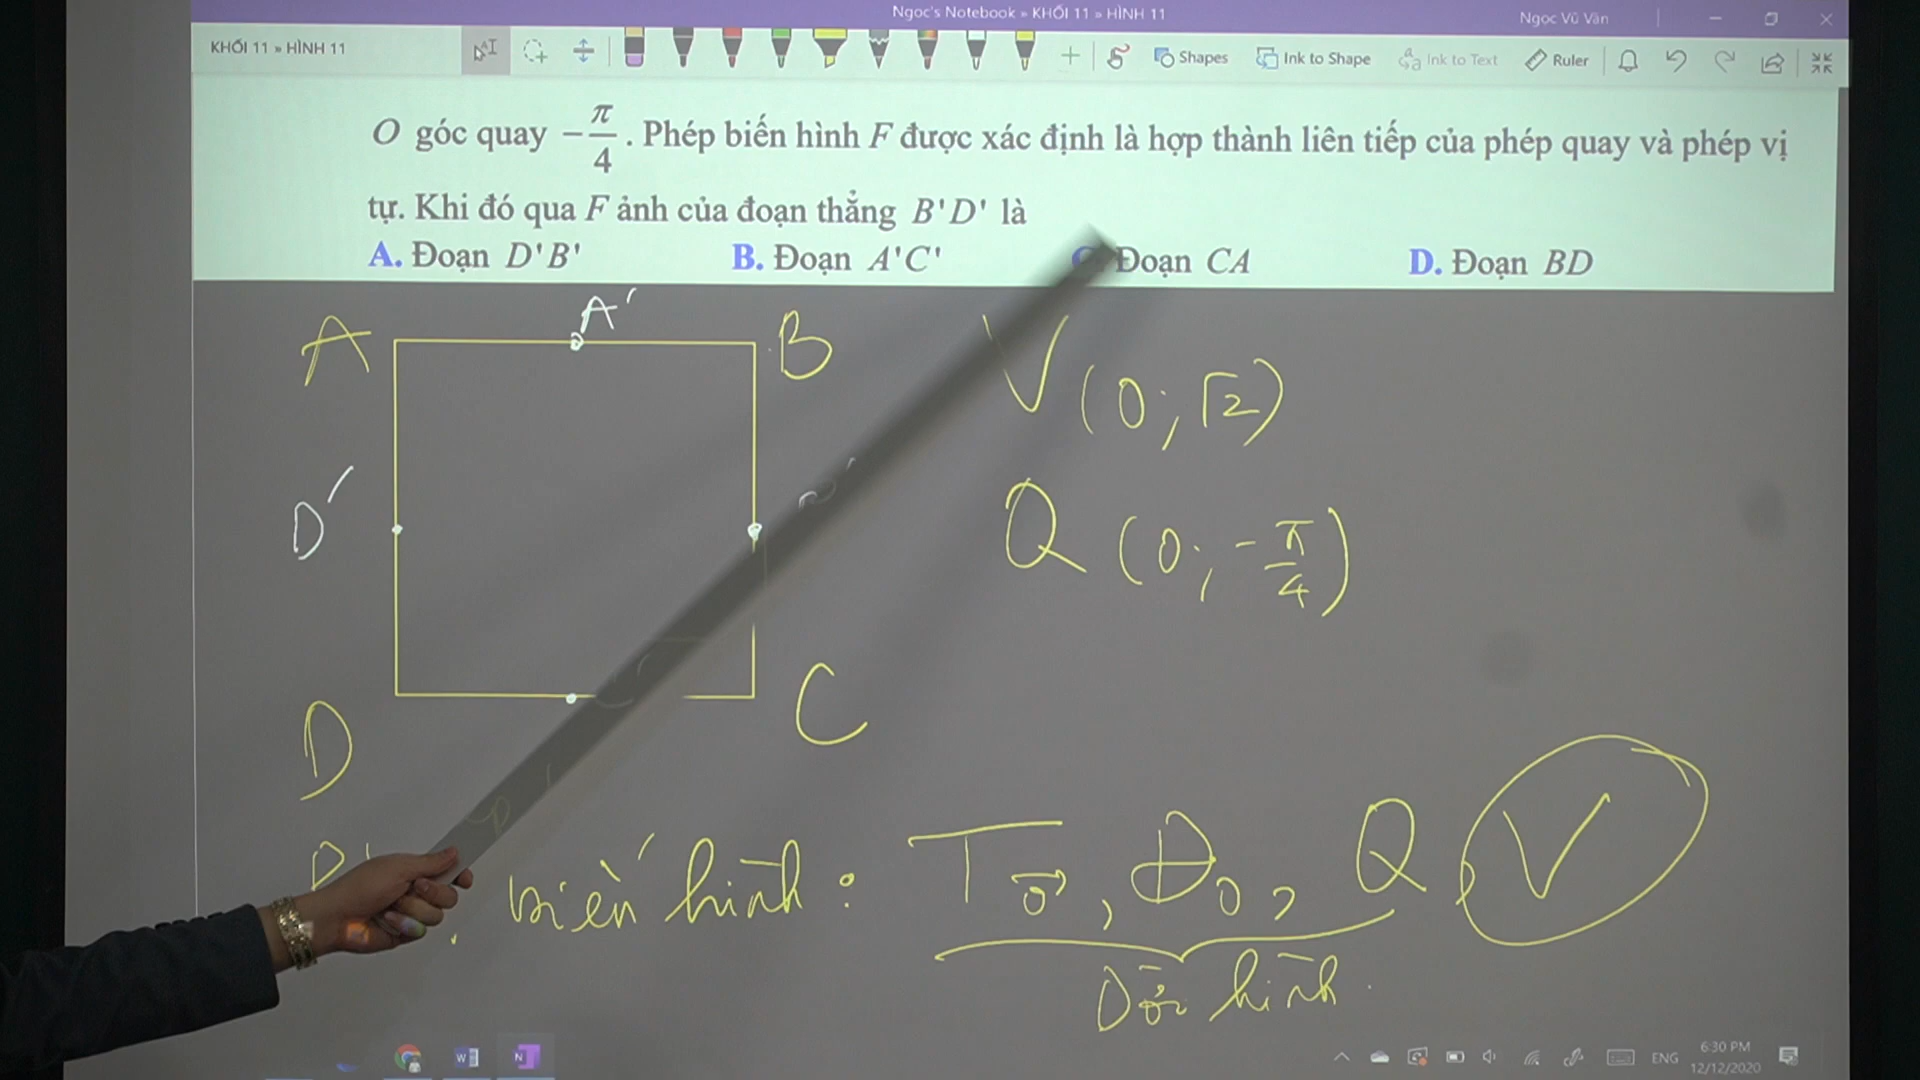 Ngoc's Notebook » KHỐI 11 » HÌNH 11
Ngoc Vũ Văn
KHỐI 11 » HÌNH 11
Shapes
Ink to Shape
Ink to Text
Ruler
O góc quay -π/4. Phép biến hình F được xác định là hợp thành liên tiếp của phép quay và phép vị
tự. Khi đó qua F ảnh của đoạn thẳng B'D' là
A. Đoạn D'B'
B. Đoạn A'C'
C. Đoạn CA
D. Đoạn BD
A
A'
B
V(O; √2)
D'
Q(O; -π/4)
D
C
biến hình: T, Đo, Q, V
Dời hình
ENG
6:30 PM
12/12/2020